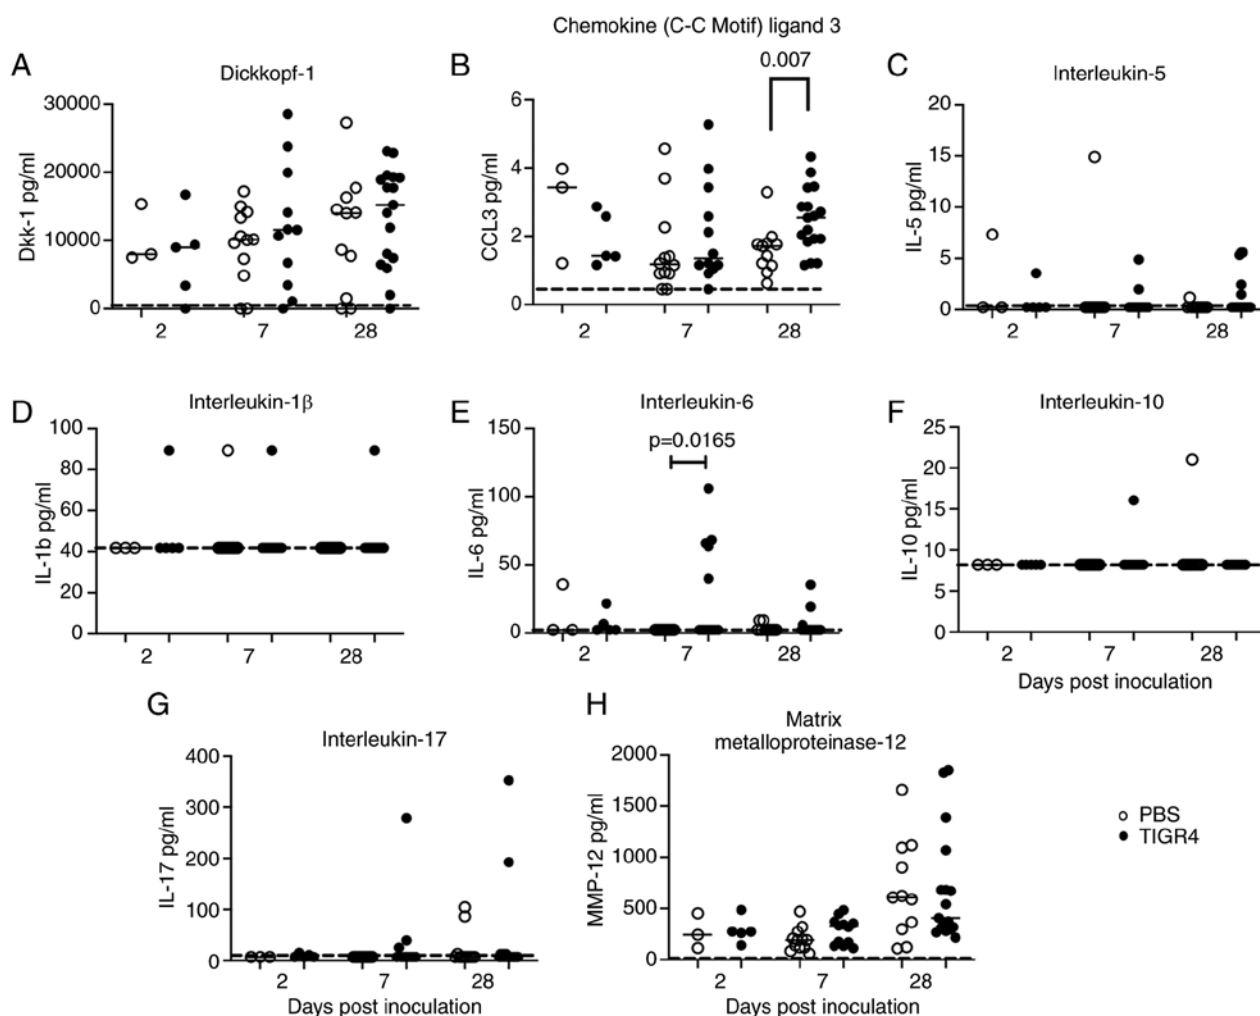 Chemokine (C-C Motif) ligand 3
A
Dickkopf-1
Dkk-1 pg/ml
30000
20000
10000
0
2
7
28
B
0.007
CCL3 pg/ml
6
4
2
0
2
7
28
C
Interleukin-5
IL-5 pg/ml
20
15
10
5
0
2
7
28
D
Interleukin-1β
IL-1b pg/ml
100
80
60
40
20
0
2
7
28
E
Interleukin-6
p=0.0165
IL-6 pg/ml
150
100
50
0
2
7
28
F
Interleukin-10
IL-10 pg/ml
25
20
15
10
5
0
2
7
28
Days post inoculation
G
Interleukin-17
IL-17 pg/ml
400
300
200
100
0
2
7
28
Days post inoculation
H
Matrix
metalloproteinase-12
MMP-12 pg/ml
2000
1500
1000
500
0
2
7
28
Days post inoculation
PBS
TIGR4